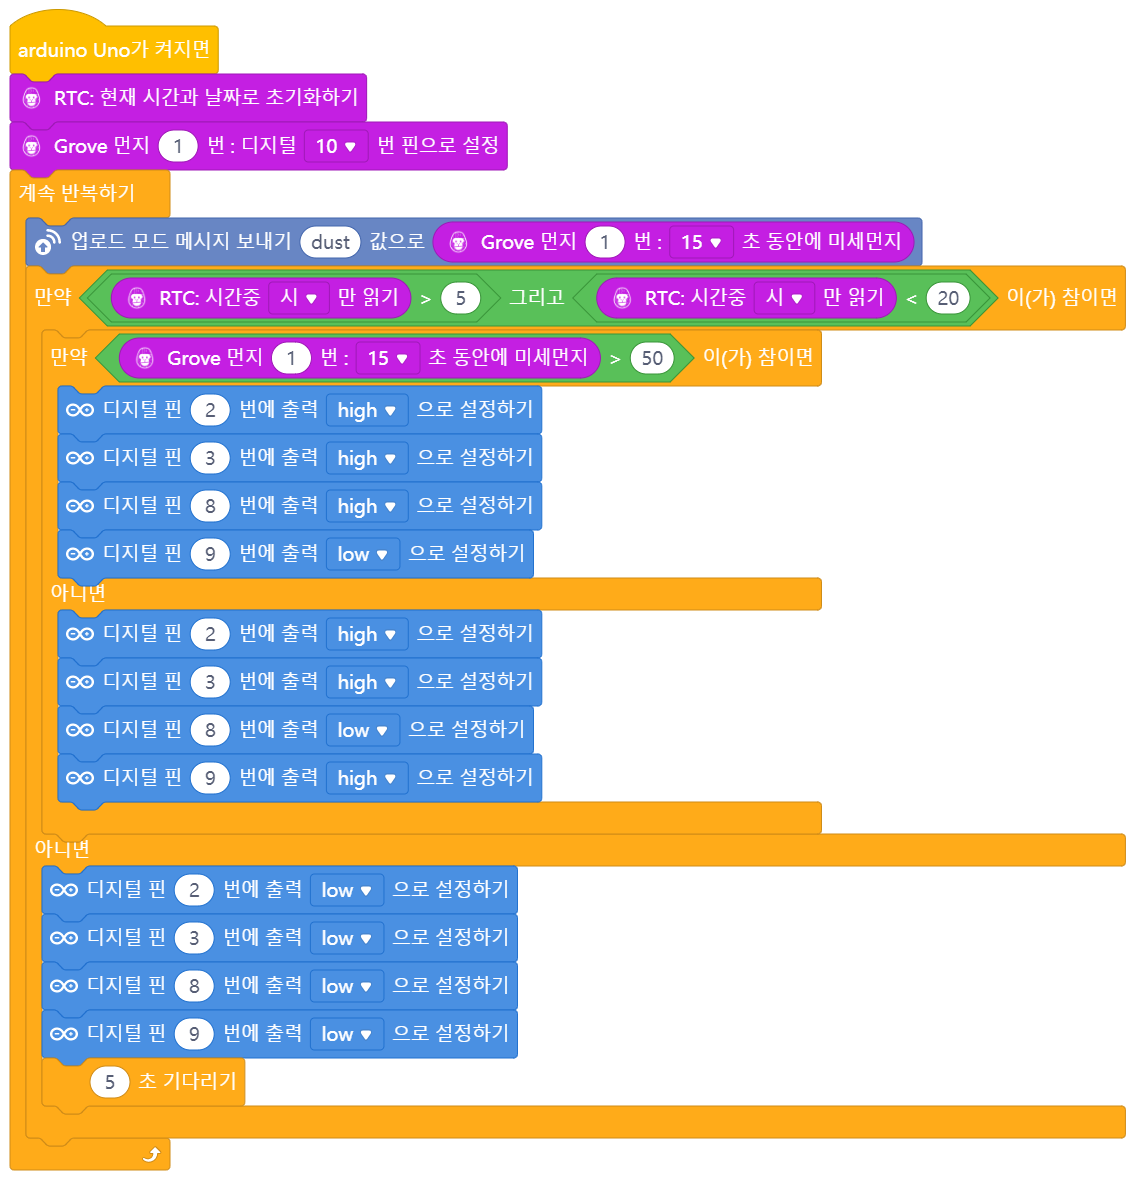 arduino Uno가 켜지면
RTC: 현재 시간과 날짜로 초기화하기
Grove 먼지 1 번 : 디지털 10 번 핀으로 설정
계속 반복하기
업로드 모드 메시지 보내기 dust 값으로 Grove 먼지 1 번 : 15 초 동안에 미세먼지
만약 RTC: 시간중 시 만 읽기 > 5 그리고 RTC: 시간중 시 만 읽기 < 20 이(가) 참이면
만약 Grove 먼지 1 번 : 15 초 동안에 미세먼지 > 50 이(가) 참이면
디지털 핀 2 번에 출력 high 으로 설정하기
디지털 핀 3 번에 출력 high 으로 설정하기
디지털 핀 8 번에 출력 high 으로 설정하기
디지털 핀 9 번에 출력 low 으로 설정하기
아니면
디지털 핀 2 번에 출력 high 으로 설정하기
디지털 핀 3 번에 출력 high 으로 설정하기
디지털 핀 8 번에 출력 low 으로 설정하기
디지털 핀 9 번에 출력 high 으로 설정하기
아니면
디지털 핀 2 번에 출력 low 으로 설정하기
디지털 핀 3 번에 출력 low 으로 설정하기
디지털 핀 8 번에 출력 low 으로 설정하기
디지털 핀 9 번에 출력 low 으로 설정하기
5 초 기다리기